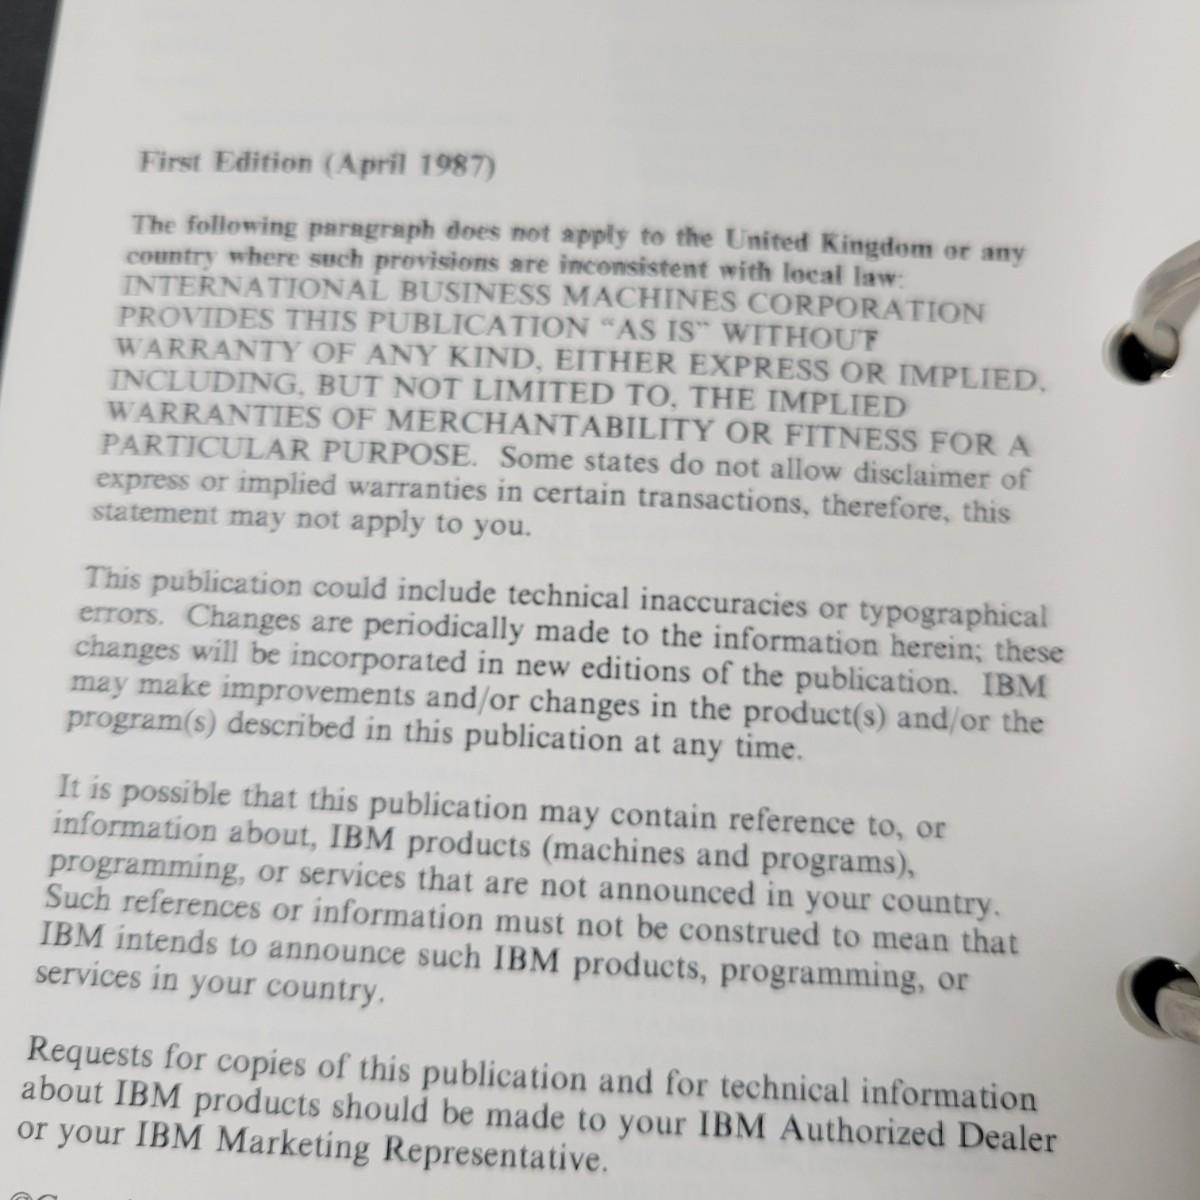 First Edition (April 1987)
The following paragraph does not apply to the United Kingdom or any
country where such provisions are inconsistent with local law:
INTERNATIONAL BUSINESS MACHINES CORPORATION
PROVIDES THIS PUBLICATION “AS IS” WITHOUT
WARRANTY OF ANY KIND, EITHER EXPRESS OR IMPLIED,
INCLUDING, BUT NOT LIMITED TO, THE IMPLIED
WARRANTIES OF MERCHANTABILITY OR FITNESS FOR A
PARTICULAR PURPOSE. Some states do not allow disclaimer of
express or implied warranties in certain transactions, therefore, this
statement may not apply to you.
This publication could include technical inaccuracies or typographical
errors. Changes are periodically made to the information herein; these
changes will be incorporated in new editions of the publication. IBM
may make improvements and/or changes in the product(s) and/or the
program(s) described in this publication at any time.
It is possible that this publication may contain reference to, or
information about, IBM products (machines and programs),
programming, or services that are not announced in your country.
Such references or information must not be construed to mean that
IBM intends to announce such IBM products, programming, or
services in your country.
Requests for copies of this publication and for technical information
about IBM products should be made to your IBM Authorized Dealer
or your IBM Marketing Representative.